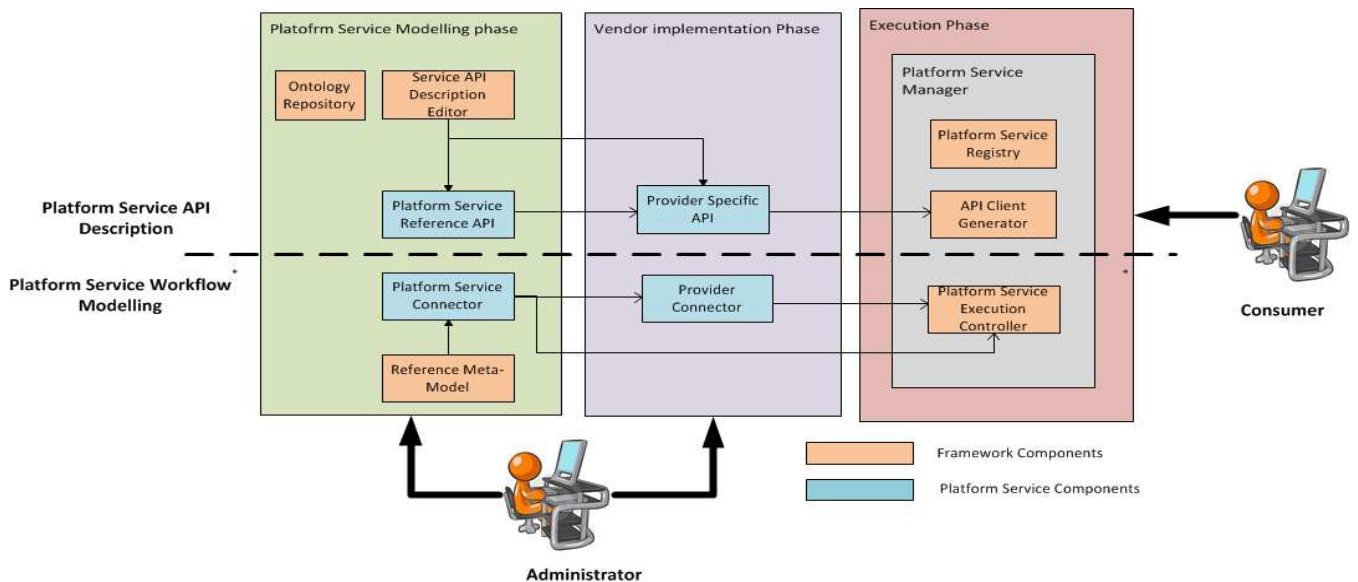 Platofrm Service Modelling phase
Vendor implementation Phase
Execution Phase
Platform Service
Manager
Ontology
Repository
Service API
Description
Editor
Platform Service
Registry
Platform Service
Reference API
Provider Specific
API
API Client
Generator
Platform Service API
Description
Platform Service Workflow*
Modelling
*
Platform Service
Connector
Provider
Connector
Platform Service
Execution
Controller
Reference Meta-
Model
Consumer
Framework Components
Platform Service Components
Administrator